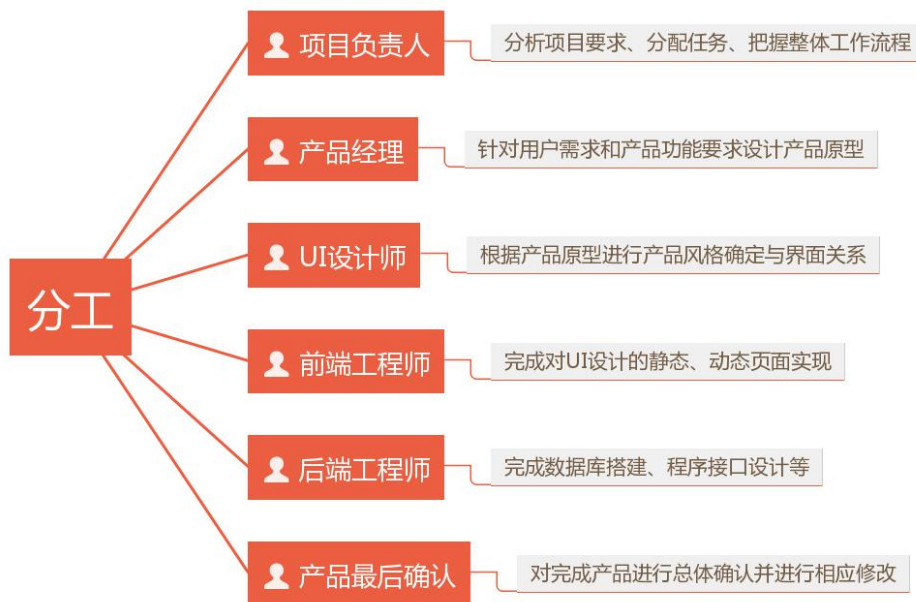 项目负责人
分析项目要求、分配任务、把握整体工作流程
产品经理
针对用户需求和产品功能要求设计产品原型
UI设计师
根据产品原型进行产品风格确定与界面关系
分工
前端工程师
完成对UI设计的静态、动态页面实现
后端工程师
完成数据库搭建、程序接口设计等
产品最后确认
对完成产品进行总体确认并进行相应修改